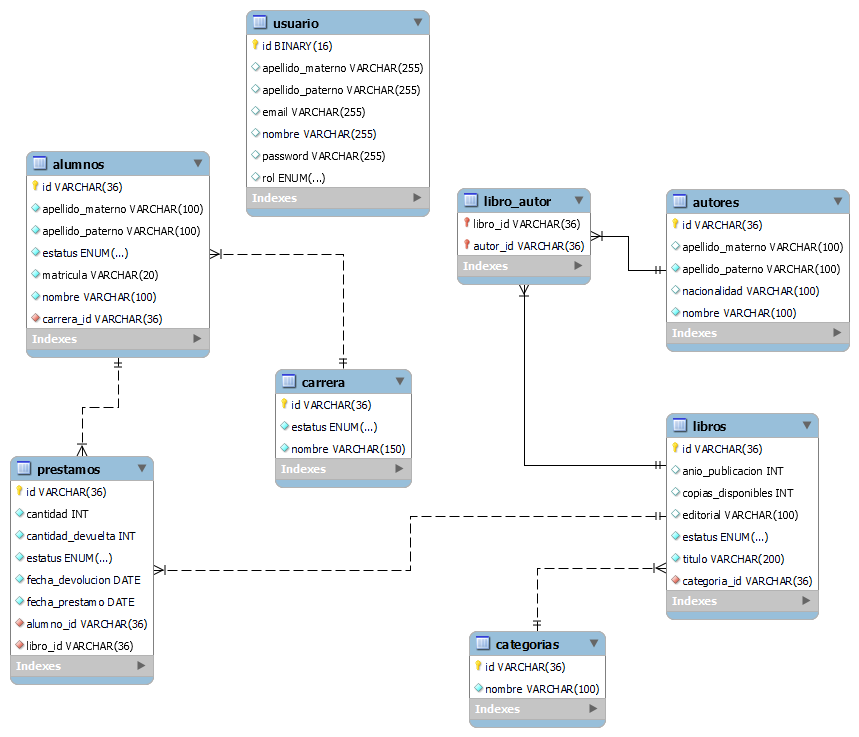 usuario
id BINARY(16)
apellido_materno VARCHAR(255)
apellido_paterno VARCHAR(255)
email VARCHAR(255)
nombre VARCHAR(255)
password VARCHAR(255)
rol ENUM(...)
Indexes
alumnos
id VARCHAR(36)
apellido_materno VARCHAR(100)
apellido_paterno VARCHAR(100)
estatus ENUM(...)
matricula VARCHAR(20)
nombre VARCHAR(100)
carrera_id VARCHAR(36)
Indexes
libro_autor
libro_id VARCHAR(36)
autor_id VARCHAR(36)
Indexes
autores
id VARCHAR(36)
apellido_materno VARCHAR(100)
apellido_paterno VARCHAR(100)
nacionalidad VARCHAR(100)
nombre VARCHAR(100)
Indexes
carrera
id VARCHAR(36)
estatus ENUM(...)
nombre VARCHAR(150)
Indexes
libros
id VARCHAR(36)
anio_publicacion INT
copias_disponibles INT
editorial VARCHAR(100)
estatus ENUM(...)
titulo VARCHAR(200)
categoria_id VARCHAR(36)
Indexes
prestamos
id VARCHAR(36)
cantidad INT
cantidad_devuelta INT
estatus ENUM(...)
fecha_devolucion DATE
fecha_prestamo DATE
alumno_id VARCHAR(36)
libro_id VARCHAR(36)
Indexes
categorias
id VARCHAR(36)
nombre VARCHAR(100)
Indexes